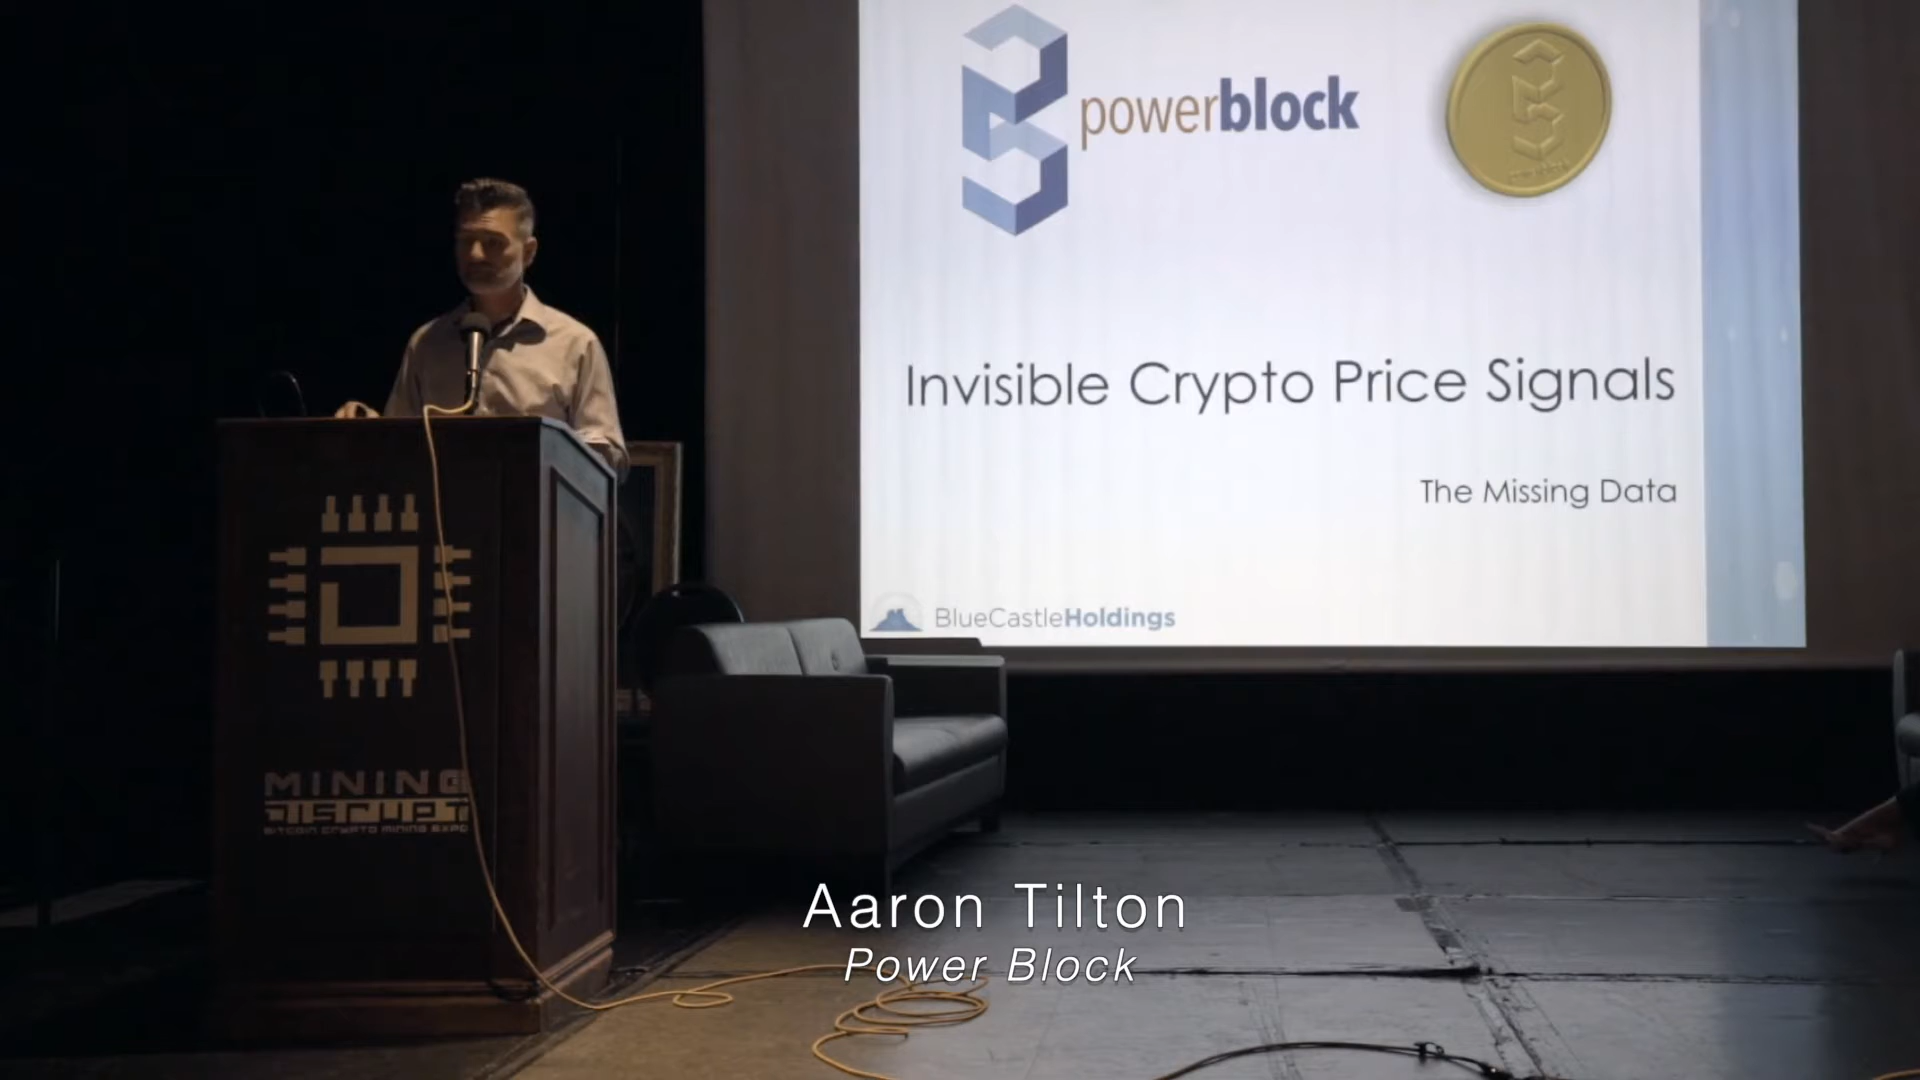 powerblock
Invisible Crypto Price Signals
The Missing Data
BlueCastleHoldings
MINING
DISRUPT
BITCOIN CRYPTO MINING EXPO
Aaron Tilton
Power Block